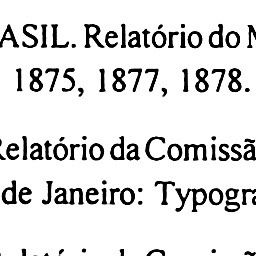 ASIL. Relatório do M
1875, 1877, 1878.
Relatório da Comissã
de Janeiro: Typogra